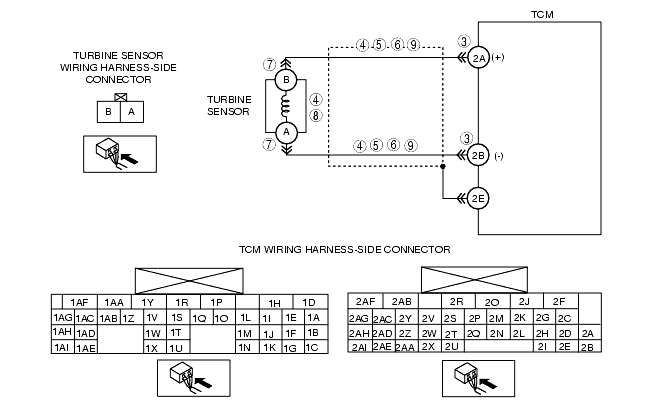 TCM
TURBINE SENSOR
WIRING HARNESS-SIDE
CONNECTOR
B A
TURBINE
SENSOR
7
B
4
8
A
7
4 5 6 9
3
2A (+)
4 5 6 9
3
2B (-)
2E
TCM WIRING HARNESS-SIDE CONNECTOR
1AF 1AA 1Y 1R 1P 1H 1D
1AG 1AC 1AB 1Z 1V 1S 1Q 1O 1L 1I 1E 1A
1AH 1AD 1W 1T 1M 1J 1F 1B
1AI 1AE 1X 1U 1N 1K 1G 1C
2AF 2AB 2R 2O 2J 2F
2AG 2AC 2Y 2V 2S 2P 2M 2K 2G 2C
2AH 2AD 2Z 2W 2T 2Q 2N 2L 2H 2D 2A
2AI 2AE 2AA 2X 2U 2I 2E 2B